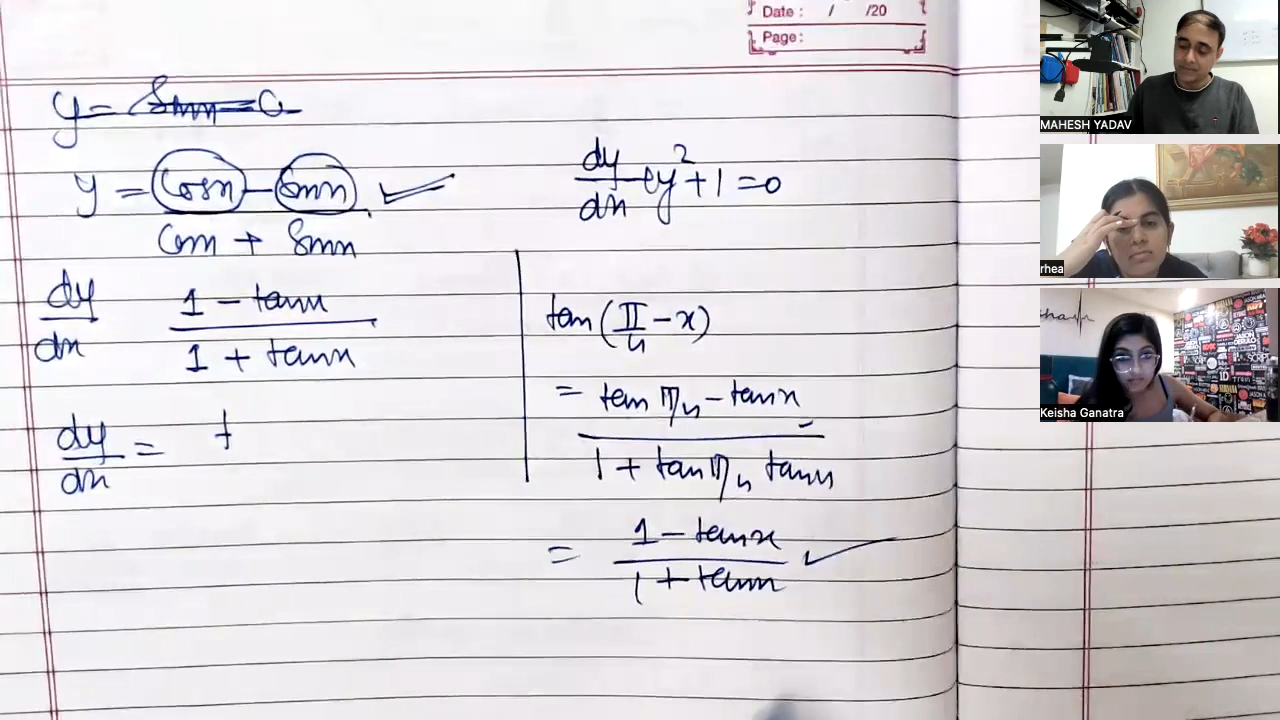 Date : / /20
Page:
y = Sinx = C
y = Cosx - Sinx
Cosx + Sinx
dy/dx + y² + 1 = 0
dy/dx 1 - tanx
1 + tanx
dy/dx = t
tan(π/4 - x)
= tan π/4 - tanx
1 + tan π/4 tanx
= 1 - tanx
1 + tanx
MAHESH YADAV
rhea
Keisha Ganatra